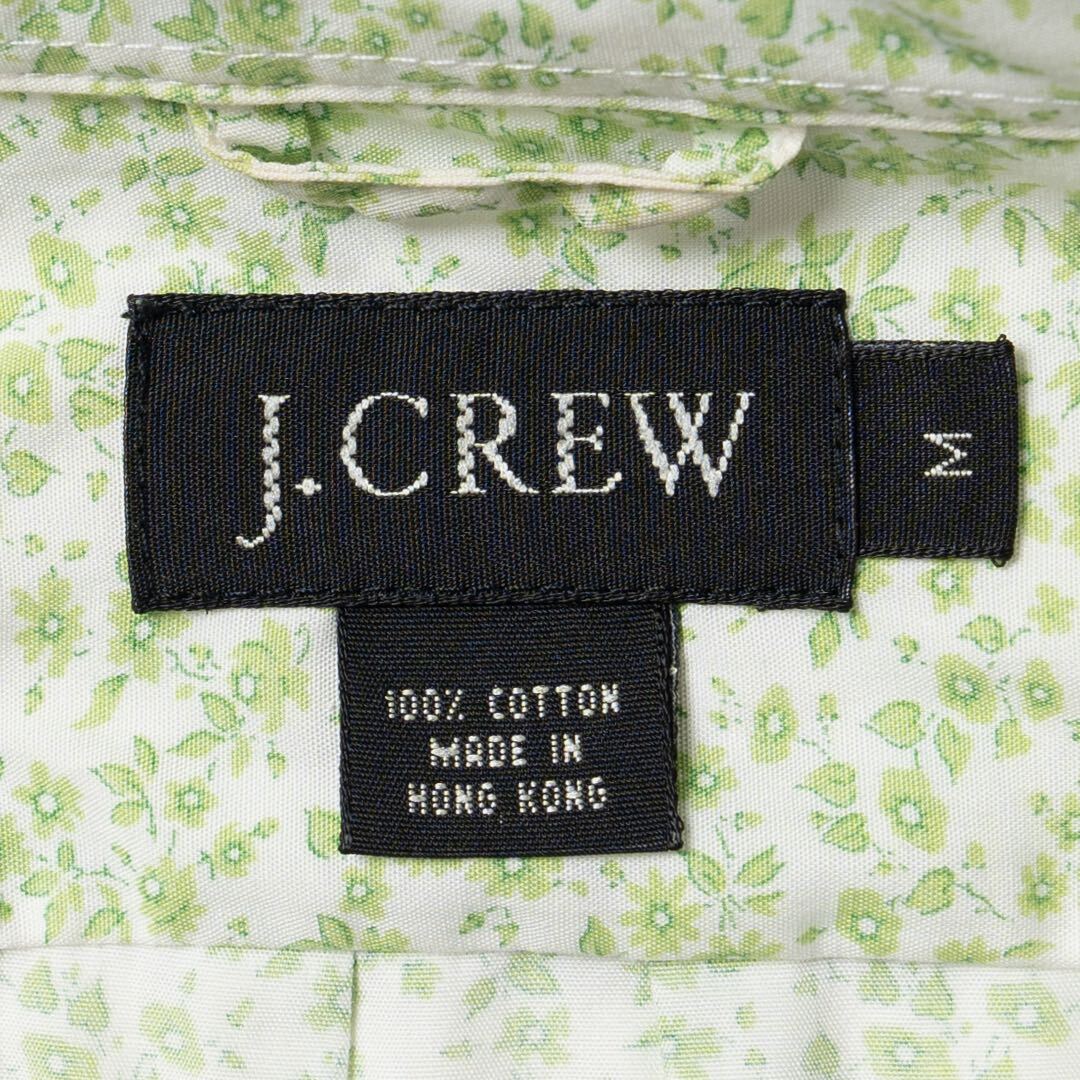 J.CREW
M
100% COTTON
MADE IN
HONG KONG